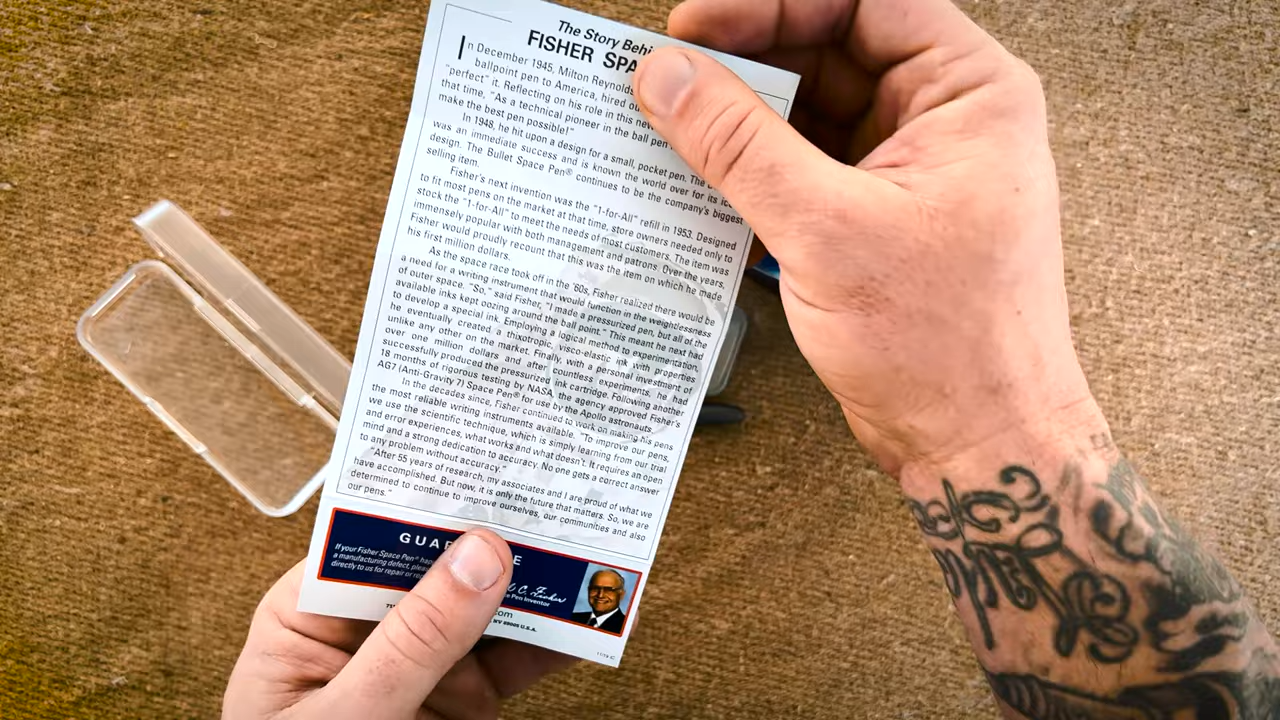 The Story Behi
FISHER SPA
In December 1945, Milton Reynolds
ballpoint pen to America, hired ou
"perfect" it. Reflecting on his role in this new
that time, "As a technical pioneer in the ball pen
make the best pen possible!"
In 1948, he hit upon a design for a small, pocket pen. The
was an immediate success and is known the world over for its ico
design. The Bullet Space Pen® continues to be the company's biggest
selling item.
Fisher's next invention was the "1-for-All" refill in 1953. Designed
to fit most pens on the market at that time, store owners needed only to
stock the "1-for-All" to meet the needs of most customers. The item was
immensely popular with both management and patrons. Over the years,
Fisher would proudly recount that this was the item on which he made
his first million dollars.
As the space race took off in the '60s, Fisher realized there would be
a need for a writing instrument that would function in the weightlessness
of outer space. "So," said Fisher, "I made a pressurized pen, but all of the
available inks kept oozing around the ball point." This meant he next had
to develop a special ink. Employing a logical method to experimentation,
he eventually created a thixotropic, visco-elastic ink with properties
unlike any other on the market. Finally, with a personal investment of
over one million dollars and after countless experiments, he had
successfully produced the pressurized ink cartridge. Following another
18 months of rigorous testing by NASA, the agency approved Fisher's
AG7 (Anti-Gravity 7) Space Pen® for use by the Apollo astronauts.
In the decades since, Fisher continued to work on making his pens
the most reliable writing instruments available. "To improve our pens,
we use the scientific technique, which is simply learning from our trial
and error experiences, what works and what doesn't. It requires an open
mind and a strong dedication to accuracy. No one gets a correct answer
to any problem without accuracy."
"After 55 years of research, my associates and I are proud of what we
have accomplished. But now, it is only the future that matters. So, we are
determined to continue to improve ourselves, our communities and also
our pens."
GUA E
If your Fisher Space Pen® hap
a manufacturing defect, plea
directly to us for repair or re
C. Fisher
e Pen Inventor
.com
NV 89005 U.S.A.